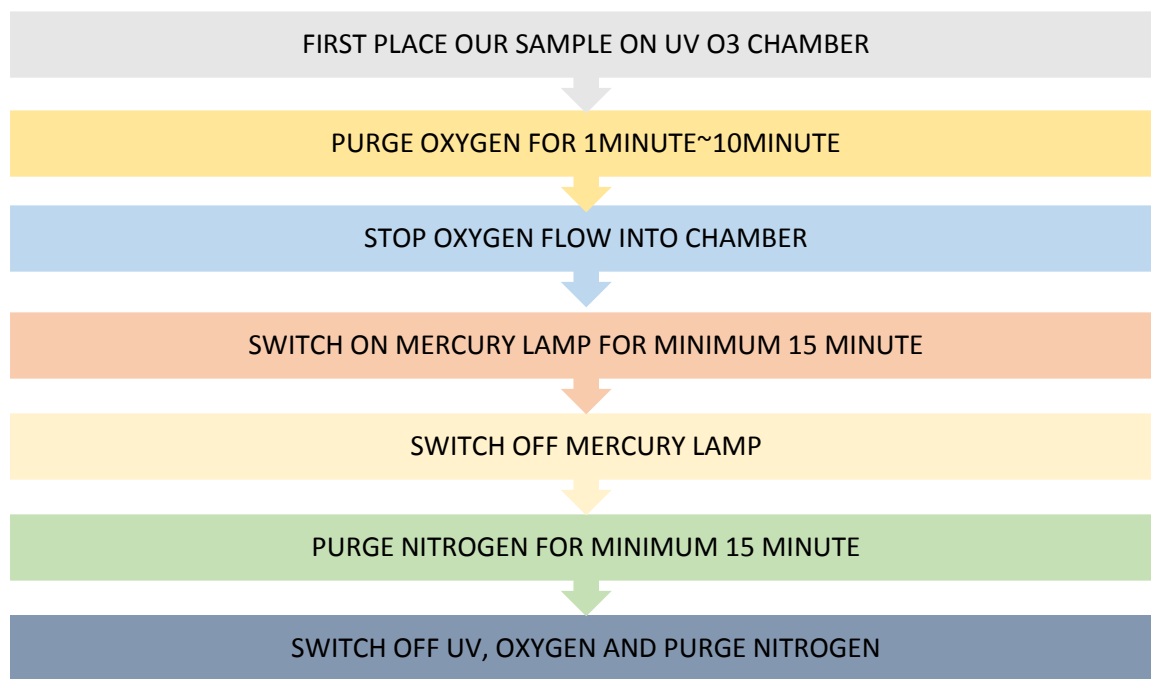 FIRST PLACE OUR SAMPLE ON UV O3 CHAMBER
PURGE OXYGEN FOR 1MINUTE~10MINUTE
STOP OXYGEN FLOW INTO CHAMBER
SWITCH ON MERCURY LAMP FOR MINIMUM 15 MINUTE
SWITCH OFF MERCURY LAMP
PURGE NITROGEN FOR MINIMUM 15 MINUTE
SWITCH OFF UV, OXYGEN AND PURGE NITROGEN